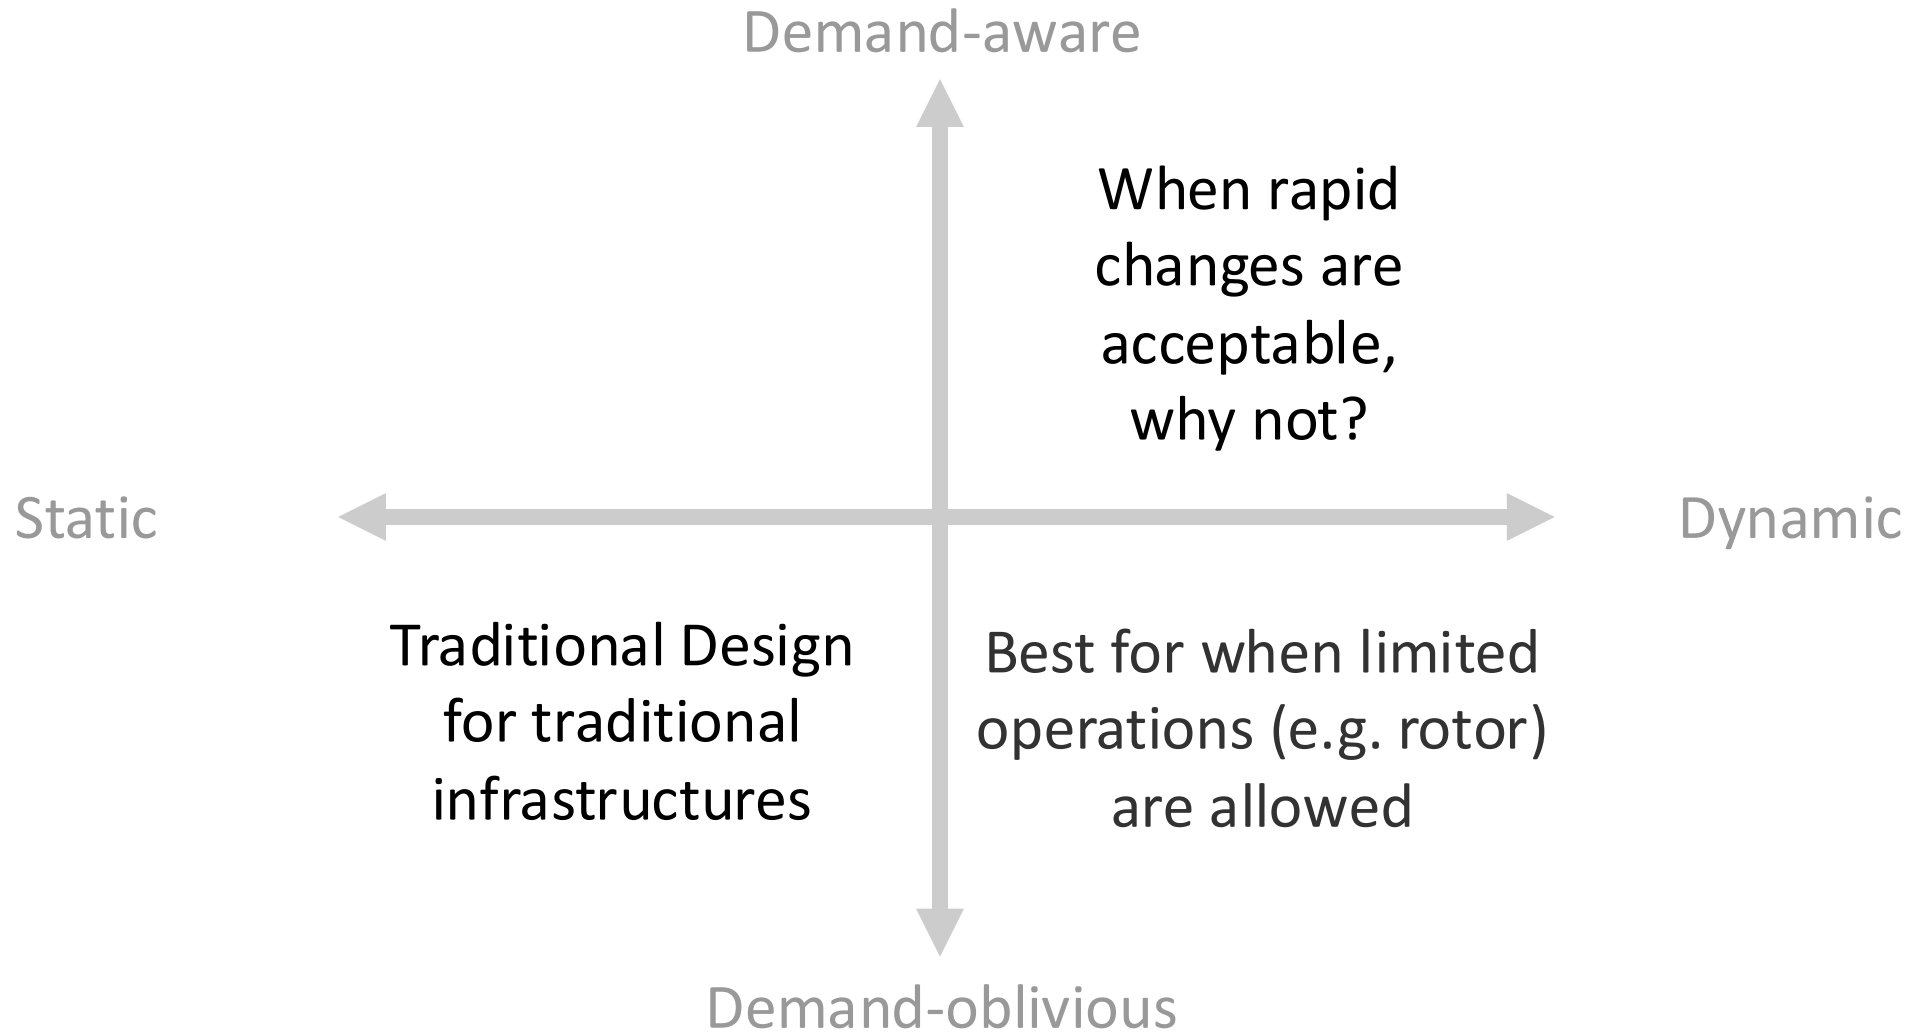 Demand-aware
When rapid
changes are
acceptable,
why not?
Static
Dynamic
Traditional Design
for traditional
infrastructures
Best for when limited
operations (e.g. rotor)
are allowed
Demand-oblivious